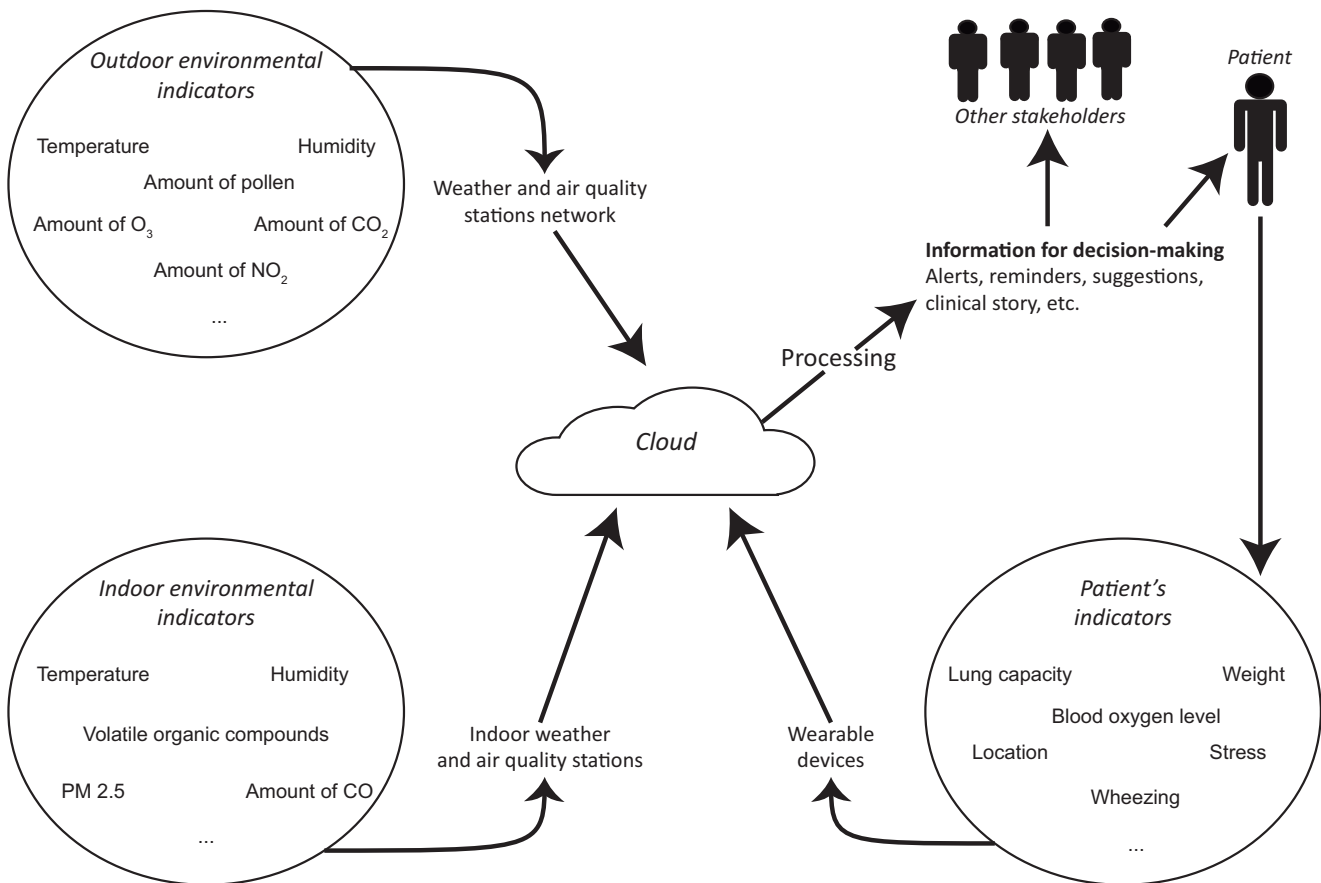 Outdoor environmental
indicators
Temperature
Humidity
Amount of pollen
Amount of O₃
Amount of CO₂
Amount of NO₂
...
Weather and air quality
stations network
Other stakeholders
Patient
Information for decision-making
Alerts, reminders, suggestions,
clinical story, etc.
Processing
Cloud
Indoor environmental
indicators
Temperature
Humidity
Volatile organic compounds
PM 2.5
Amount of CO
...
Indoor weather
and air quality stations
Wearable
devices
Patient’s
indicators
Lung capacity
Weight
Blood oxygen level
Location
Stress
Wheezing
...